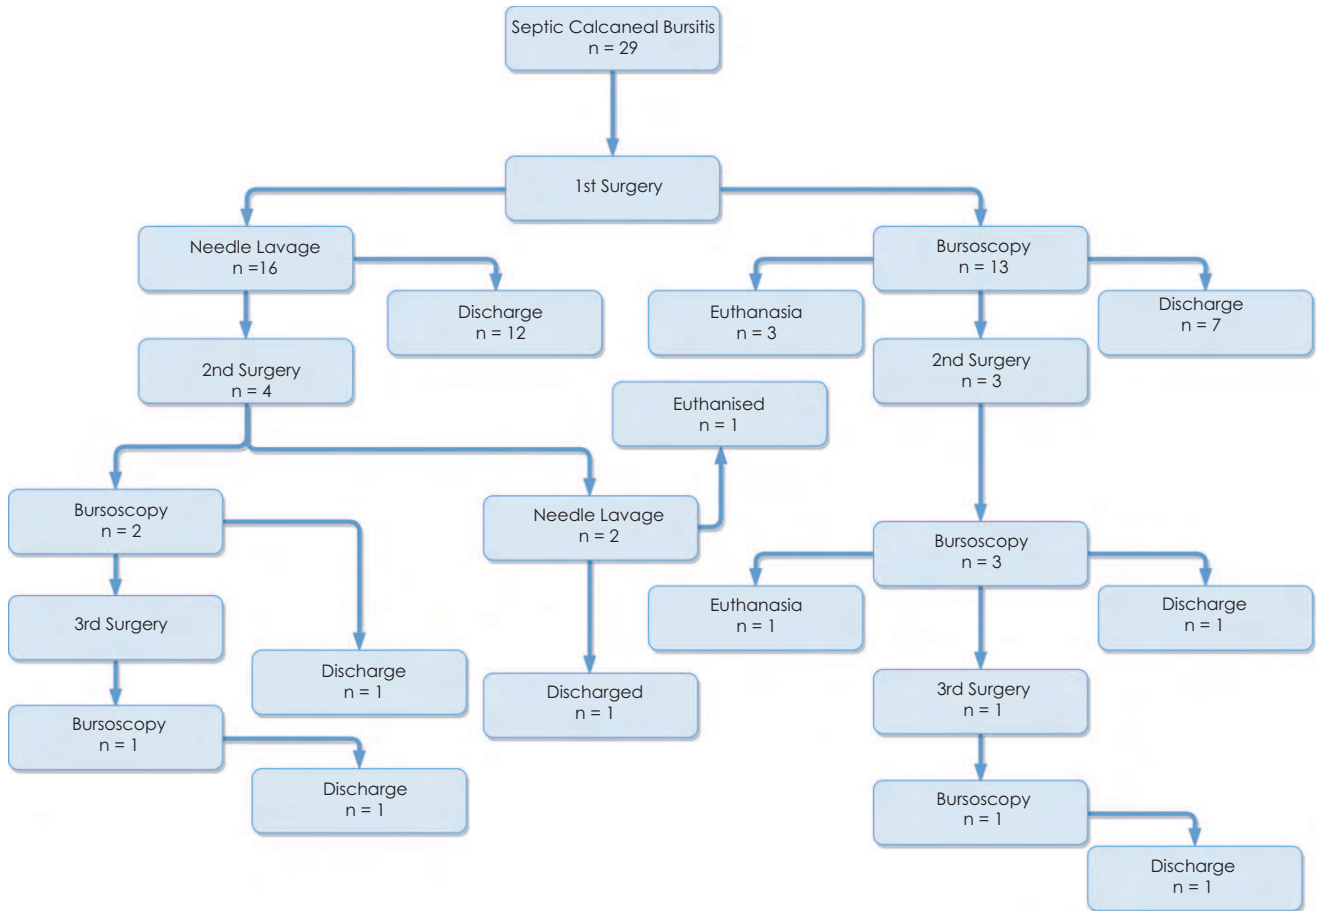 Septic Calcaneal Bursitis
n = 29
1st Surgery
Needle Lavage
n =16
Bursoscopy
n = 13
Discharge
n = 12
Euthanasia
n = 3
Discharge
n = 7
2nd Surgery
n = 4
2nd Surgery
n = 3
Euthanised
n = 1
Bursoscopy
n = 2
Needle Lavage
n = 2
Bursoscopy
n = 3
3rd Surgery
Euthanasia
n = 1
Discharge
n = 1
Discharge
n = 1
Discharged
n = 1
3rd Surgery
n = 1
Bursoscopy
n = 1
Discharge
n = 1
Bursoscopy
n = 1
Discharge
n = 1